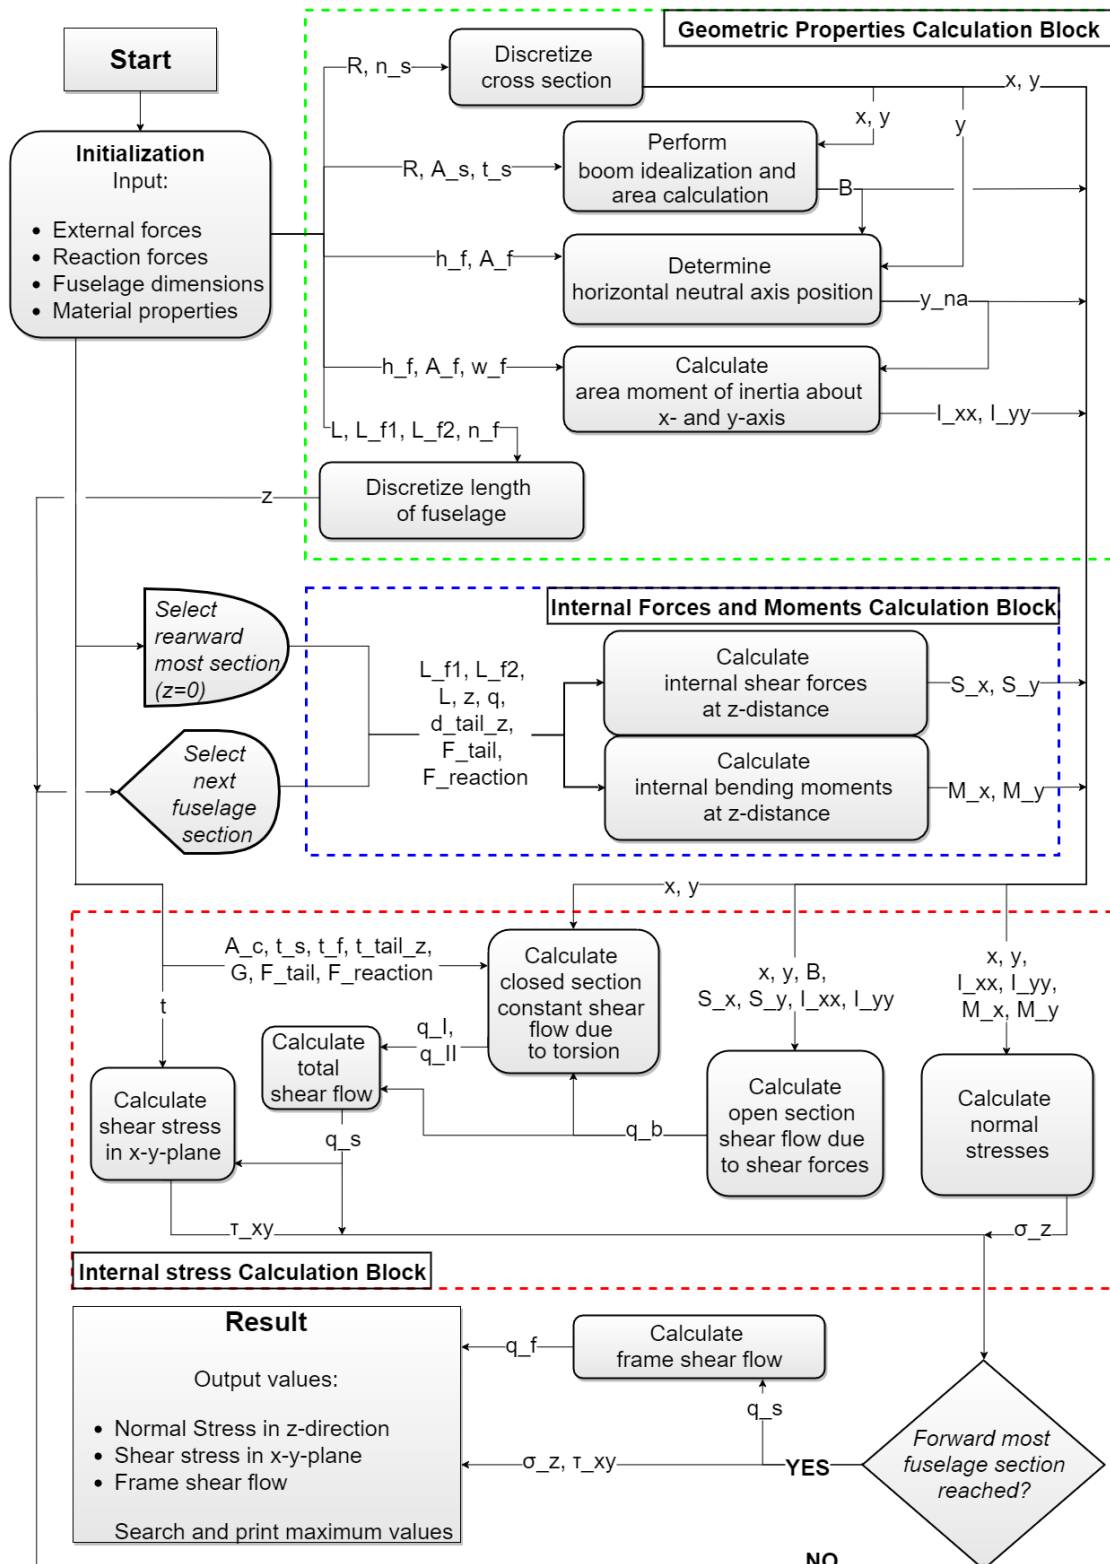 Geometric Properties Calculation Block
Start
Discretize
cross section
R, n_s
x, y
x, y
y
Initialization
Input:
• External forces
• Reaction forces
• Fuselage dimensions
• Material properties
Perform
boom idealization and
area calculation
R, A_s, t_s
B
h_f, A_f
Determine
horizontal neutral axis position
y_na
h_f, A_f, w_f
Calculate
area moment of inertia about
x- and y-axis
I_xx, I_yy
L, L_f1, L_f2, n_f
Discretize length
of fuselage
z
Internal Forces and Moments Calculation Block
Select
rearward
most section
(z=0)
Select
next
fuselage
section
L_f1, L_f2,
L, z, q,
d_tail_z,
F_tail,
F_reaction
Calculate
internal shear forces
at z-distance
S_x, S_y
Calculate
internal bending moments
at z-distance
M_x, M_y
x, y
A_c, t_s, t_f, t_tail_z,
G, F_tail, F_reaction
t
Calculate
closed section
constant shear
flow due
to torsion
x, y, B,
S_x, S_y, I_xx, I_yy
x, y,
I_xx, I_yy,
M_x, M_y
q_I,
q_II
Calculate
total
shear flow
Calculate
shear stress
in x-y-plane
q_s
q_b
Calculate
open section
shear flow due
to shear forces
Calculate
normal
stresses
τ_xy
σ_z
Internal stress Calculation Block
Result
Output values:
• Normal Stress in z-direction
• Shear stress in x-y-plane
• Frame shear flow
Search and print maximum values
q_f
Calculate
frame shear flow
q_s
σ_z, τ_xy
YES
Forward most
fuselage section
reached?
NO